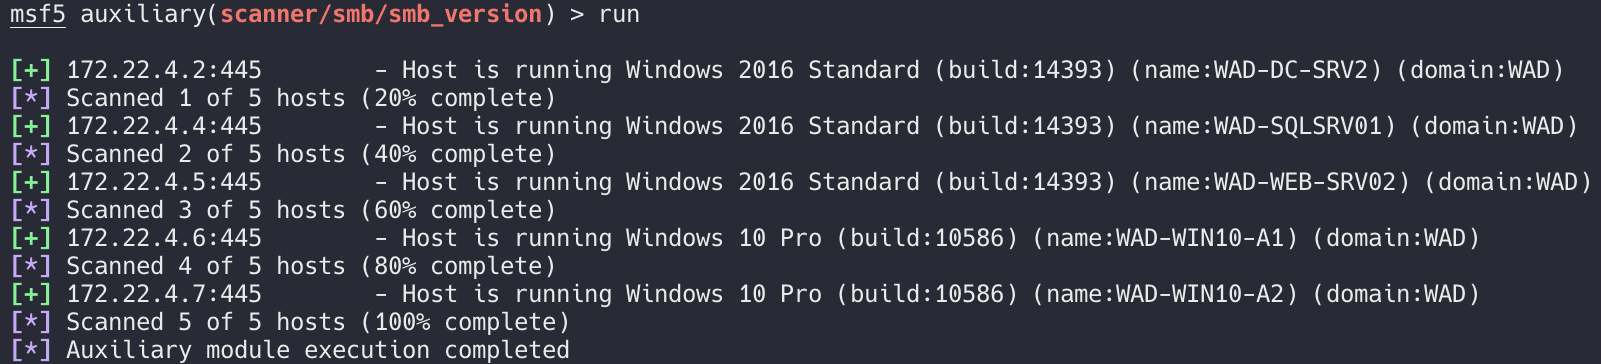 msf5 auxiliary(scanner/smb/smb_version) > run
[+] 172.22.4.2:445        - Host is running Windows 2016 Standard (build:14393) (name:WAD-DC-SRV2) (domain:WAD)
[*] Scanned 1 of 5 hosts (20% complete)
[+] 172.22.4.4:445        - Host is running Windows 2016 Standard (build:14393) (name:WAD-SQLSRV01) (domain:WAD)
[*] Scanned 2 of 5 hosts (40% complete)
[+] 172.22.4.5:445        - Host is running Windows 2016 Standard (build:14393) (name:WAD-WEB-SRV02) (domain:WAD)
[*] Scanned 3 of 5 hosts (60% complete)
[+] 172.22.4.6:445        - Host is running Windows 10 Pro (build:10586) (name:WAD-WIN10-A1) (domain:WAD)
[*] Scanned 4 of 5 hosts (80% complete)
[+] 172.22.4.7:445        - Host is running Windows 10 Pro (build:10586) (name:WAD-WIN10-A2) (domain:WAD)
[*] Scanned 5 of 5 hosts (100% complete)
[*] Auxiliary module execution completed